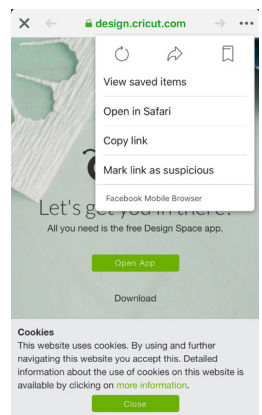 design.cricut.com
View saved items
Open in Safari
Copy link
Mark link as suspicious
Facebook Mobile Browser
Let's get you in there!
All you need is the free Design Space app.
Open App
Download
Cookies
This website uses cookies. By using and further
navigating this website you accept this. Detailed
information about the use of cookies on this website is
available by clicking on more information.
Close